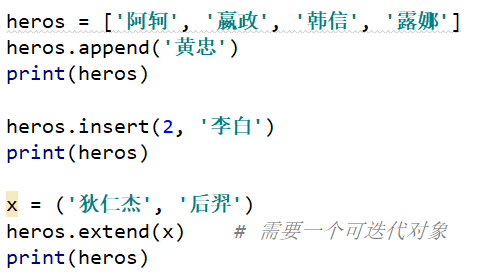 heros = ['阿轲', '嬴政', '韩信', '露娜']
heros.append('黄忠')
print(heros)
heros.insert(2, '李白')
print(heros)
x = ('狄仁杰', '后羿')
heros.extend(x)    # 需要一个可迭代对象
print(heros)